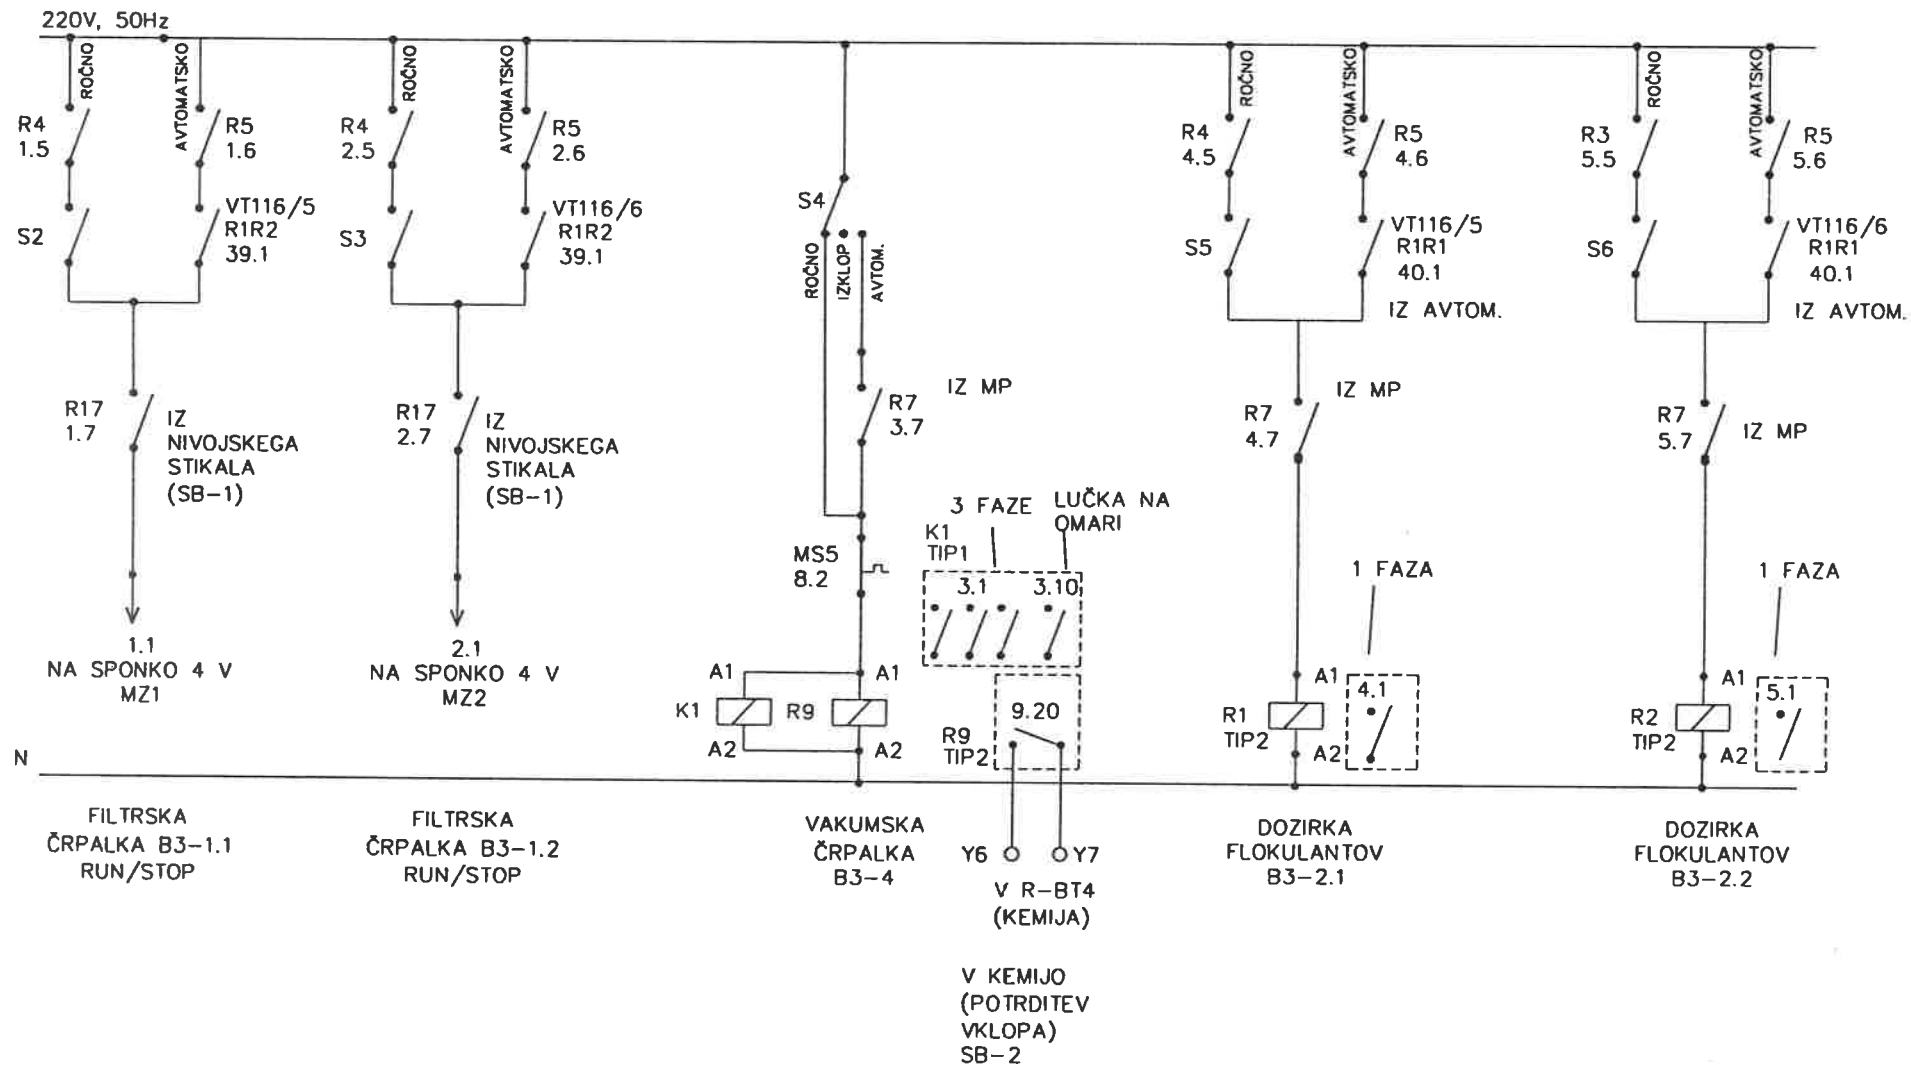 220V, 50Hz
ROČNO
AVTOMATSKO
R4
1.5
R5
1.6
S2
VT116/5
R1R2
39.1
R17
1.7
IZ
NIVOJSKEGA
STIKALA
(SB-1)
1.1
NA SPONKO 4 V
MZ1
FILTRSKA
ČRPALKA B3-1.1
RUN/STOP
ROČNO
AVTOMATSKO
R4
2.5
R5
2.6
S3
VT116/6
R1R2
39.1
R17
2.7
IZ
NIVOJSKEGA
STIKALA
(SB-1)
2.1
NA SPONKO 4 V
MZ2
FILTRSKA
ČRPALKA B3-1.2
RUN/STOP
S4
ROČNO
IZKLOP
AVTOM.
R7
3.7
IZ MP
MS5
8.2
A1
A1
K1
R9
A2
A2
VAKUMSKA
ČRPALKA
B3-4
3 FAZE
LUČKA NA
OMARI
K1
TIP1
3.1
3.10
9.20
R9
TIP2
Y6
Y7
V R-BT4
(KEMIJA)
V KEMIJO
(POTRDITEV
VKLOPA)
SB-2
ROČNO
AVTOMATSKO
R4
4.5
R5
4.6
S5
VT116/5
R1R1
40.1
IZ AVTOM.
R7
4.7
IZ MP
1 FAZA
A1
4.1
R1
TIP2
A2
DOZIRKA
FLOKULANTOV
B3-2.1
ROČNO
AVTOMATSKO
R3
5.5
R5
5.6
S6
VT116/6
R1R1
40.1
IZ AVTOM.
R7
5.7
IZ MP
1 FAZA
A1
5.1
R2
TIP2
A2
DOZIRKA
FLOKULANTOV
B3-2.2
N